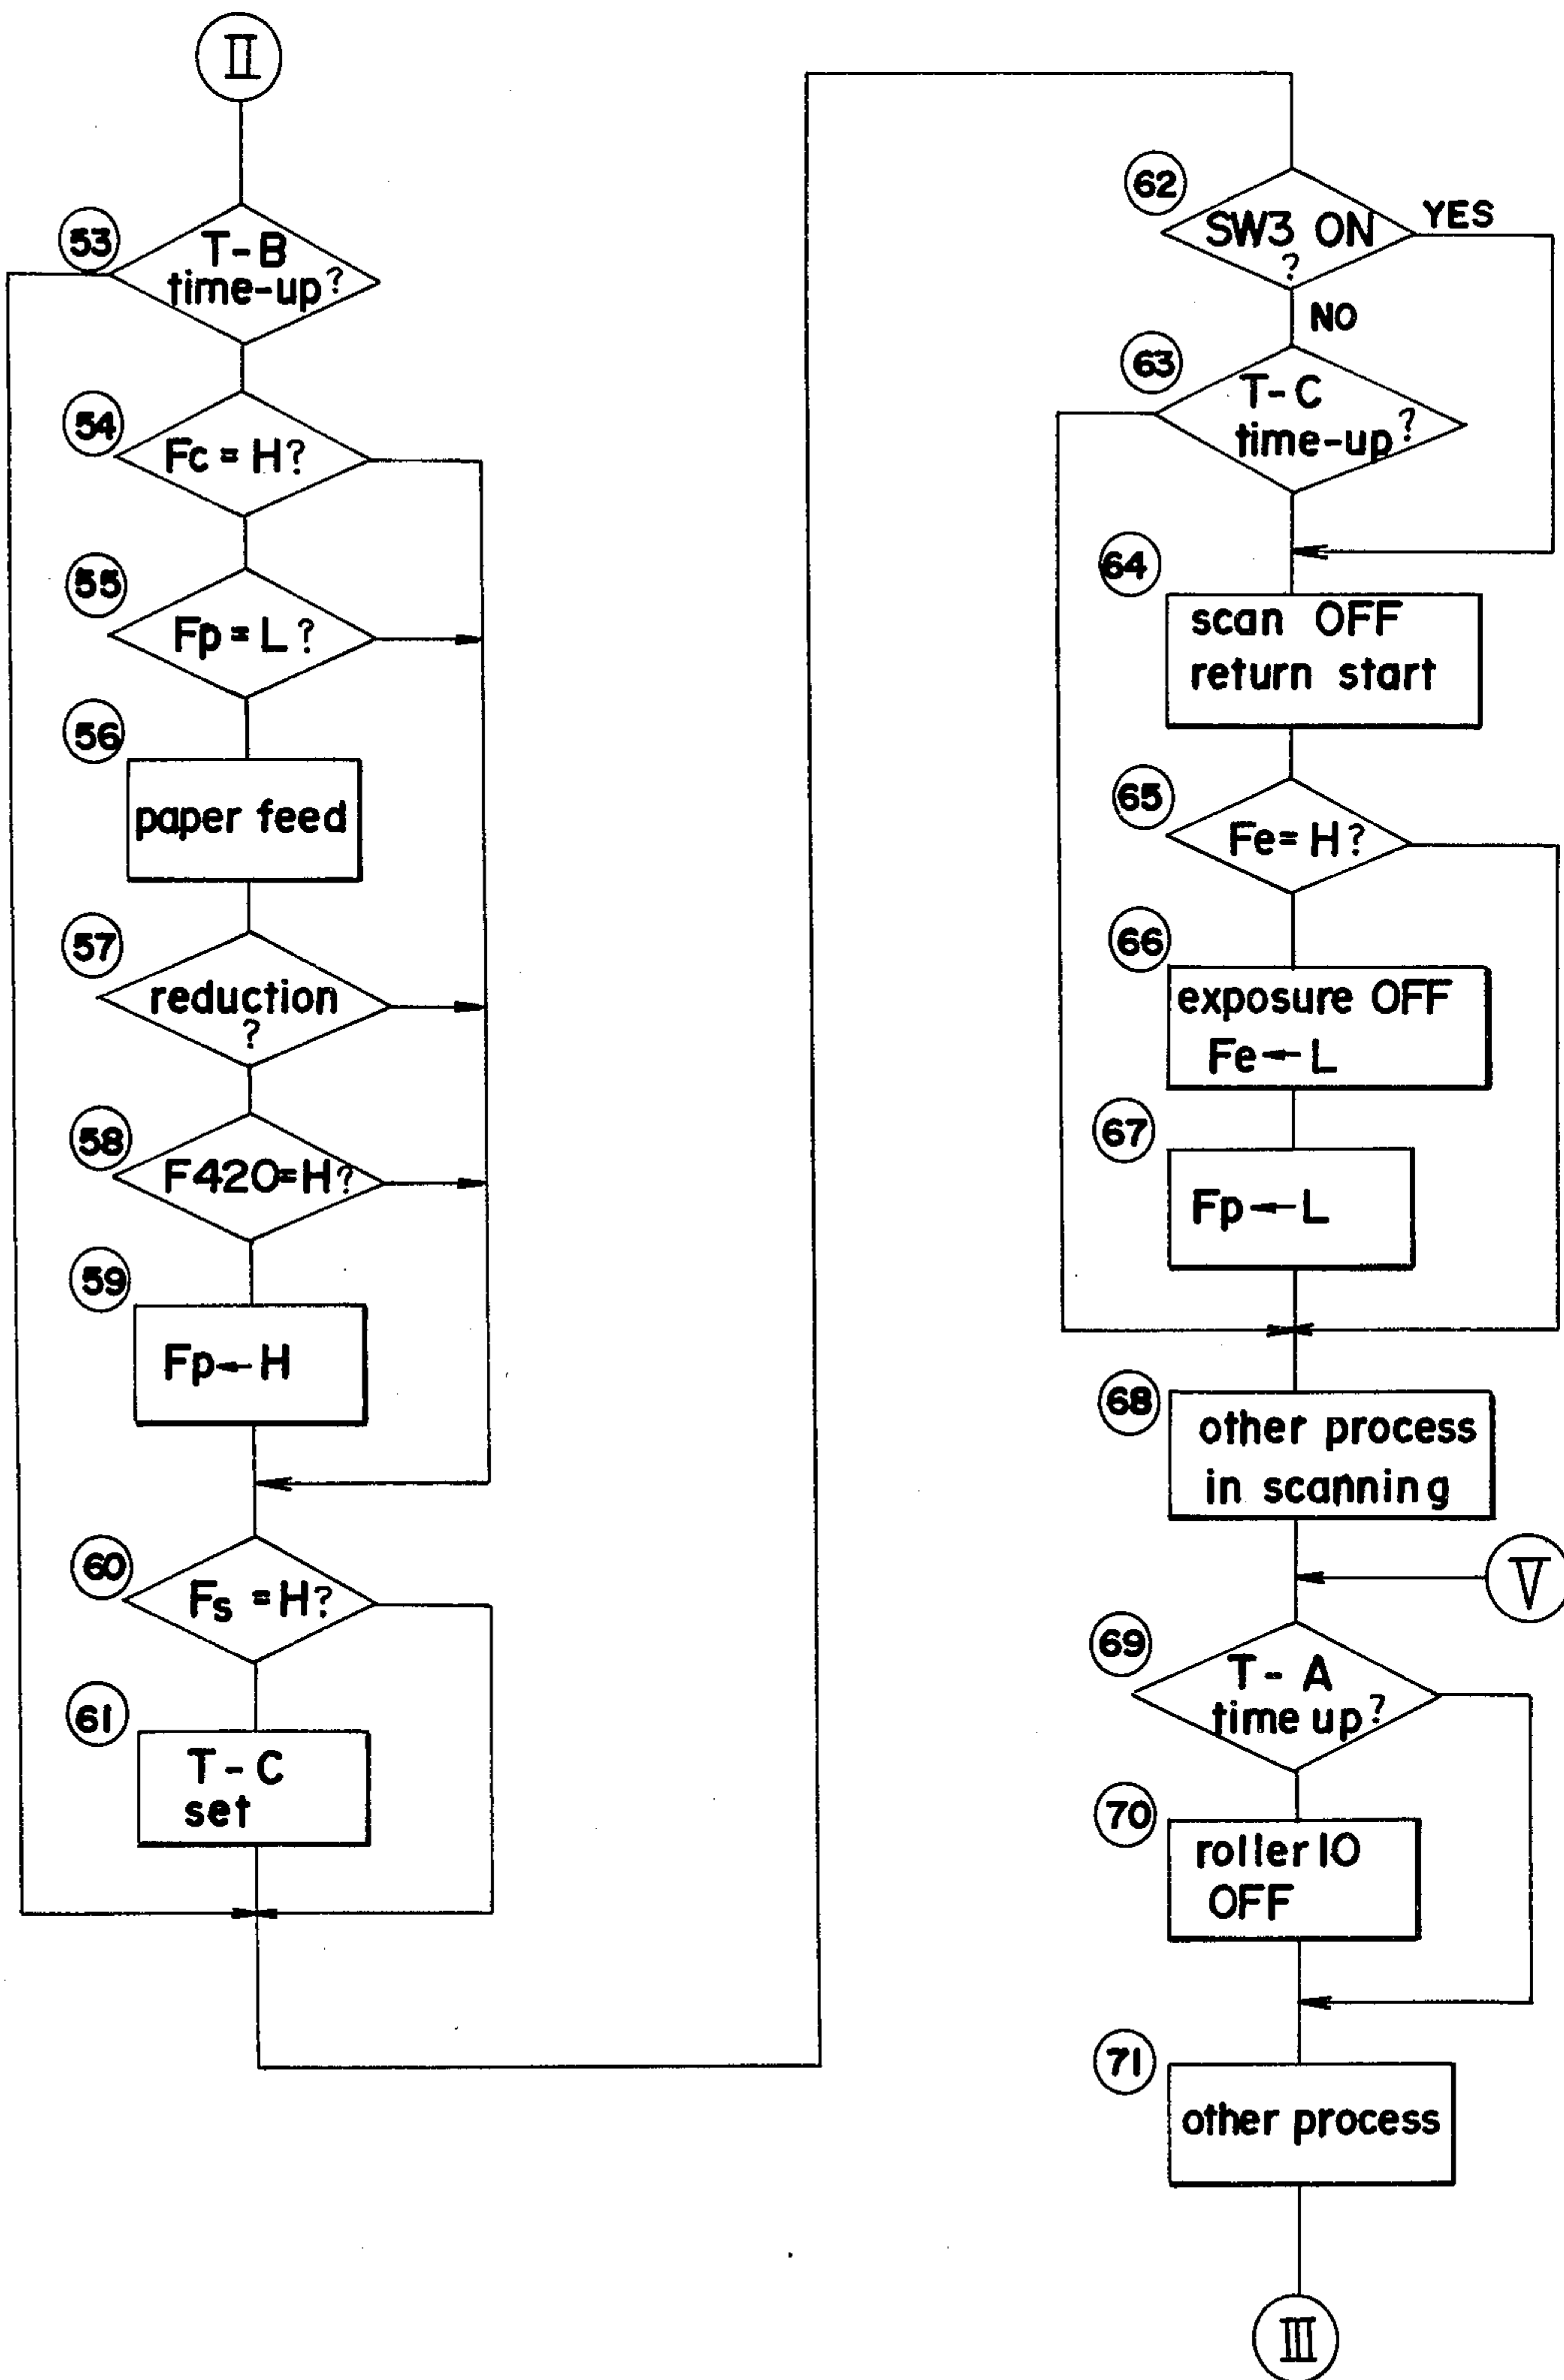 II
53
T-B
time-up?
54
Fc = H?
55
Fp = L?
56
paper feed
57
reduction
?
58
F420=H?
59
Fp←H
60
Fs =H?
61
T-C
set
62
SW3 ON
?
YES
NO
63
T-C
time-up?
64
scan OFF
return start
65
Fe= H?
66
exposure OFF
Fe←L
67
Fp←L
68
other process
in scanning
V
69
T-A
time up?
70
roller 10
OFF
71
other process
III